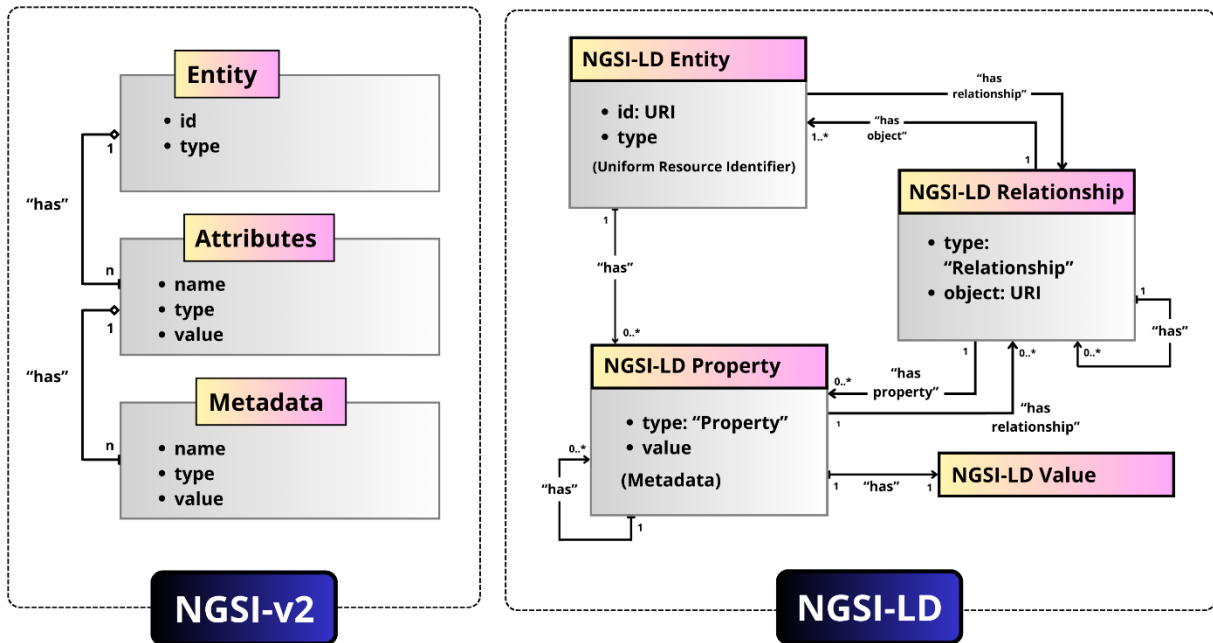 Entity
• id
• type
1
“has”
n
Attributes
• name
• type
• value
1
“has”
n
Metadata
• name
• type
• value
NGSI-v2
NGSI-LD Entity
• id: URI
• type
(Uniform Resource Identifier)
“has
relationship”
“has
object”
1..*
1
NGSI-LD Relationship
• type:
“Relationship”
• object: URI
1
“has”
0..*
1
“has”
0..*
NGSI-LD Property
• type: “Property”
• value
(Metadata)
1
0..*
“has
property”
0..*
1
“has
relationship”
0..*
“has”
1
1
“has”
1
NGSI-LD Value
NGSI-LD